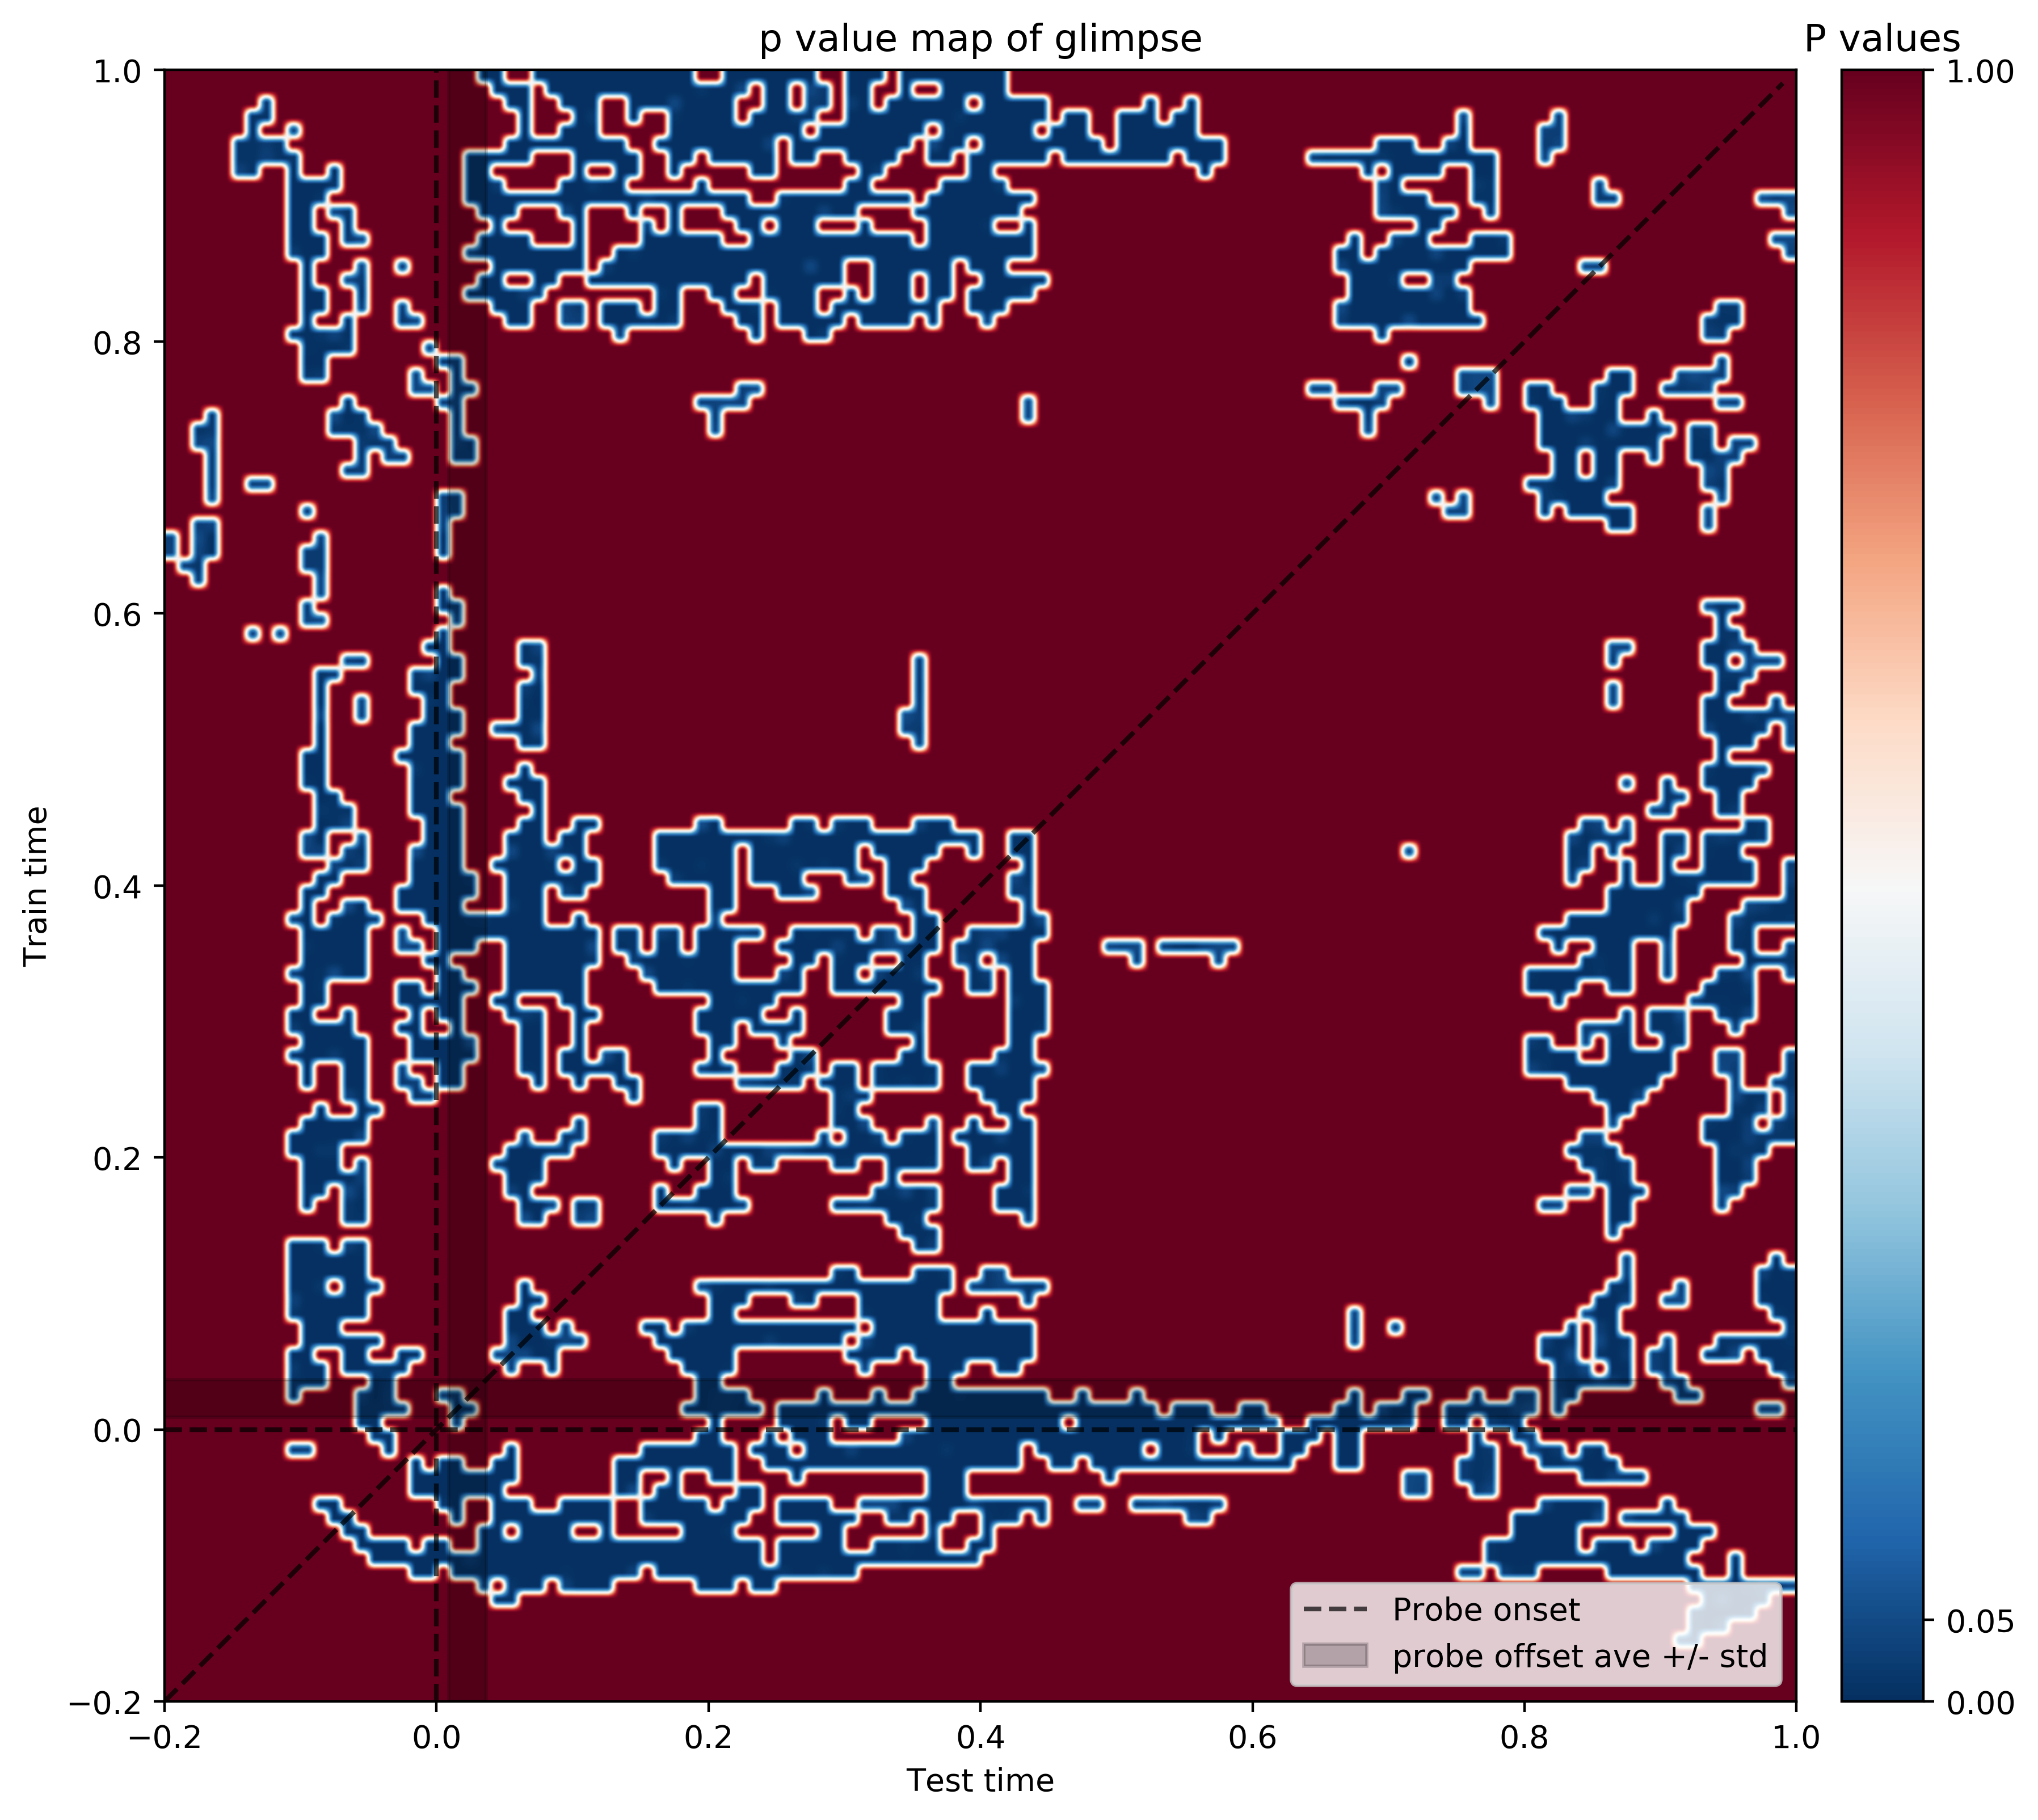 p value map of glimpse
P values
1.0
0.8
0.6
0.4
0.2
0.0
−0.2
Train time
−0.2
0.0
0.2
0.4
0.6
0.8
1.0
Test time
Probe onset
probe offset ave +/- std
1.00
0.05
0.00